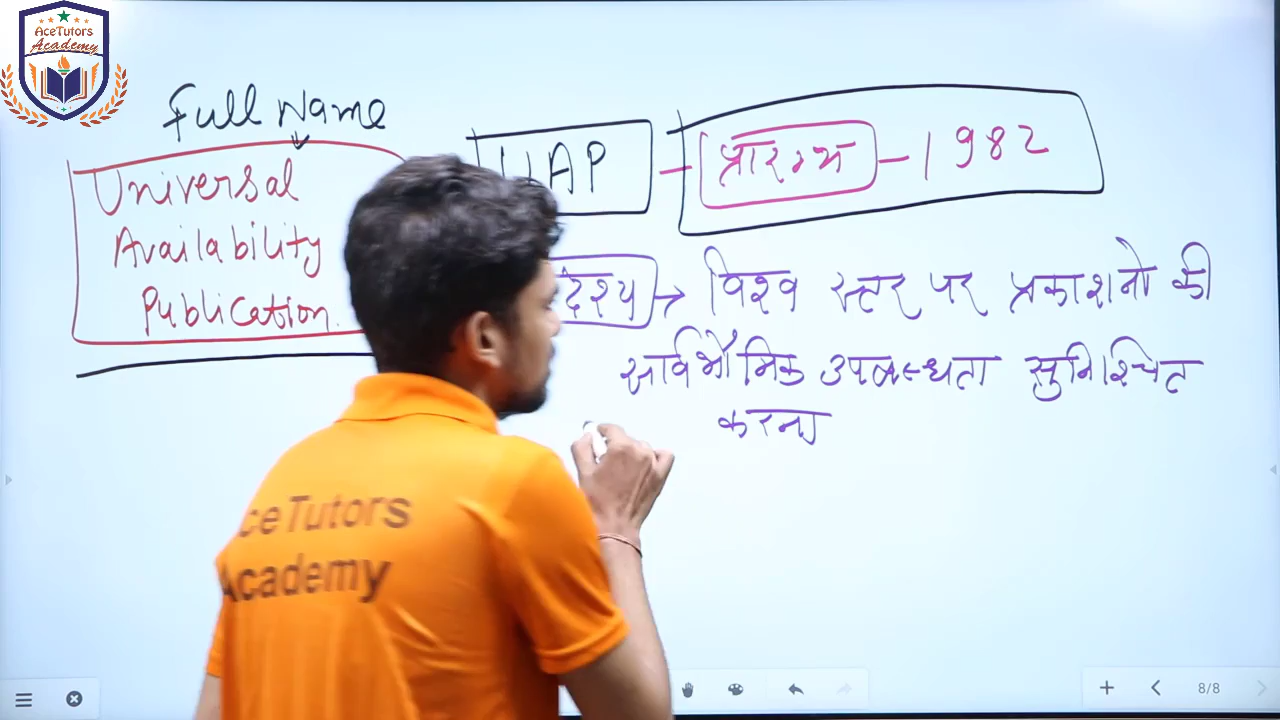 AceTutors
Academy
Full Name
UAP - प्रारम्भ - 1982
Universal
Availability
Publication.
उद्देश्य → विश्व स्तर पर प्रकाशनो की
सार्वभौमिक उपलब्धता सुनिश्चित
करना
AceTutors
Academy
8/8